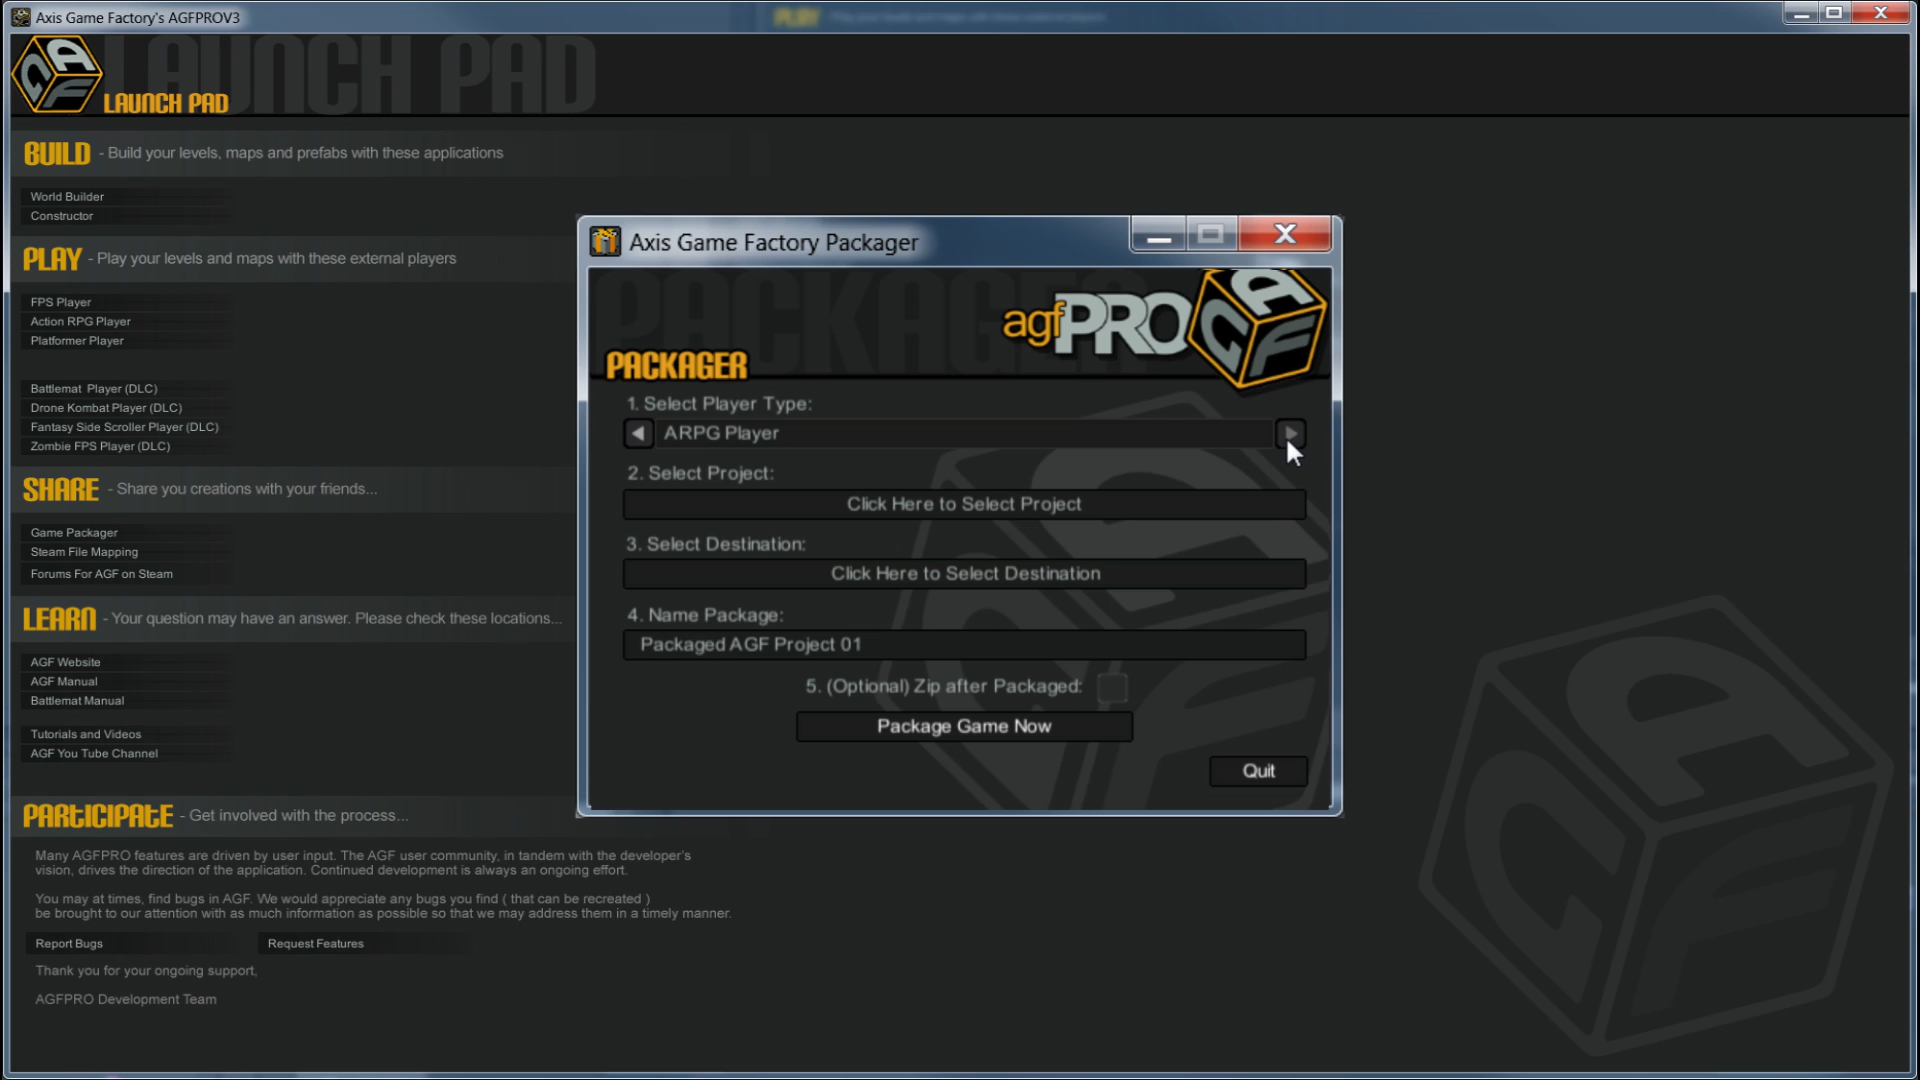 Axis Game Factory's AGFPROV3
PLAY
LAUNCH PAD
LAUNCH PAD
BUILD - Build your levels, maps and prefabs with these applications
World Builder
Constructor
PLAY - Play your levels and maps with these external players
FPS Player
Action RPG Player
Platformer Player
Battlemat Player (DLC)
Drone Kombat Player (DLC)
Fantasy Side Scroller Player (DLC)
Zombie FPS Player (DLC)
SHARE - Share you creations with your friends...
Game Packager
Steam File Mapping
Forums For AGF on Steam
LEARN - Your question may have an answer. Please check these locations...
AGF Website
AGF Manual
Battlemat Manual
Tutorials and Videos
AGF You Tube Channel
PARTICIPATE - Get involved with the process...
Many AGFPRO features are driven by user input. The AGF user community, in tandem with the developer's
vision, drives the direction of the application. Continued development is always an ongoing effort.
You may at times, find bugs in AGF. We would appreciate any bugs you find ( that can be recreated )
be brought to our attention with as much information as possible so that we may address them in a timely manner.
Report Bugs
Request Features
Thank you for your ongoing support,
AGFPRO Development Team
Axis Game Factory Packager
PACKAGER
agfPRO
AGF
PACKAGER
1. Select Player Type:
ARPG Player
2. Select Project:
Click Here to Select Project
3. Select Destination:
Click Here to Select Destination
4. Name Package:
Packaged AGF Project 01
5. (Optional) Zip after Packaged:
Package Game Now
Quit